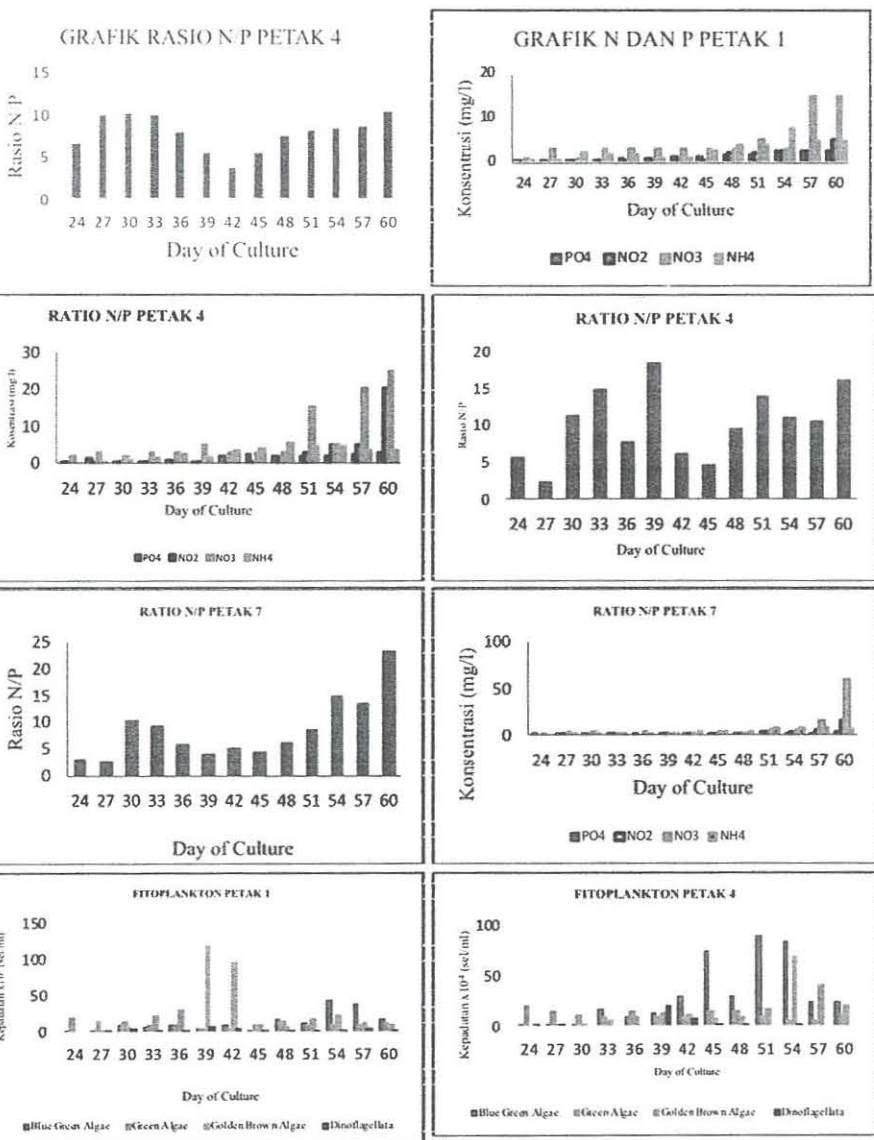 GRAFIK RASIO N/P PETAK 4
Rasio N/P
15
10
5
0
24 27 30 33 36 39 42 45 48 51 54 57 60
Day of Culture
GRAFIK N DAN P PETAK 1
Konsentrasi (mg/l)
20
10
0
24 27 30 33 36 39 42 45 48 51 54 57 60
Day of Culture
PO4 NO2 NO3 NH4
RATIO N/P PETAK 4
Kosentrasi (mg/l)
30
20
10
0
24 27 30 33 36 39 42 45 48 51 54 57 60
Day of Culture
PO4 NO2 NO3 NH4
RATIO N/P PETAK 4
Rasio N/P
20
15
10
5
0
24 27 30 33 36 39 42 45 48 51 54 57 60
Day of Culture
RATIO N/P PETAK 7
Rasio N/P
25
20
15
10
5
0
24 27 30 33 36 39 42 45 48 51 54 57 60
Day of Culture
RATIO N/P PETAK 7
Konsentrasi (mg/l)
100
50
0
24 27 30 33 36 39 42 45 48 51 54 57 60
Day of Culture
PO4 NO2 NO3 NH4
FITOPLANKTON PETAK 1
(sel/ml)
150
100
50
0
24 27 30 33 36 39 42 45 48 51 54 57 60
Day of Culture
Blue Green Algae Green Algae Golden Brown Algae Dinoflagellata
FITOPLANKTON PETAK 4
Kepadatan x 10⁴ (sel/ml)
100
50
0
24 27 30 33 36 39 42 45 48 51 54 57 60
Day of Culture
Blue Green Algae Green Algae Golden Brown Algae Dinoflagellata